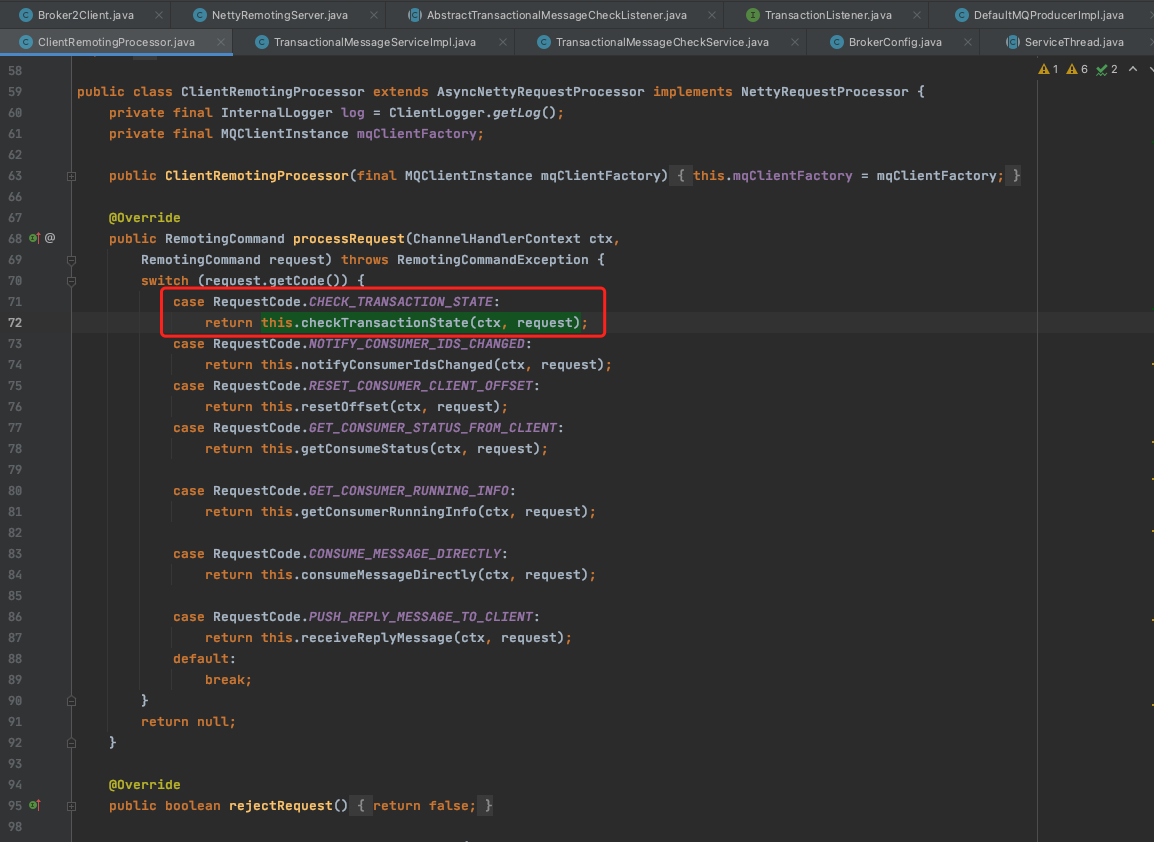 Broker2Client.java NettyRemotingServer.java AbstractTransactionalMessageCheckListener.java TransactionListener.java DefaultMQProducerImpl.java
ClientRemotingProcessor.java TransactionalMessageServiceImpl.java TransactionalMessageCheckService.java BrokerConfig.java ServiceThread.java
1 6 2
58
59 public class ClientRemotingProcessor extends AsyncNettyRequestProcessor implements NettyRequestProcessor {
60 private final InternalLogger log = ClientLogger.getLog();
61 private final MQClientInstance mqClientFactory;
62
63 public ClientRemotingProcessor(final MQClientInstance mqClientFactory) { this.mqClientFactory = mqClientFactory; }
66
67 @Override
68 @ public RemotingCommand processRequest(ChannelHandlerContext ctx,
69 RemotingCommand request) throws RemotingCommandException {
70 switch (request.getCode()) {
71 case RequestCode.CHECK_TRANSACTION_STATE:
72 return this.checkTransactionState(ctx, request);
73 case RequestCode.NOTIFY_CONSUMER_IDS_CHANGED:
74 return this.notifyConsumerIdsChanged(ctx, request);
75 case RequestCode.RESET_CONSUMER_CLIENT_OFFSET:
76 return this.resetOffset(ctx, request);
77 case RequestCode.GET_CONSUMER_STATUS_FROM_CLIENT:
78 return this.getConsumeStatus(ctx, request);
79
80 case RequestCode.GET_CONSUMER_RUNNING_INFO:
81 return this.getConsumerRunningInfo(ctx, request);
82
83 case RequestCode.CONSUME_MESSAGE_DIRECTLY:
84 return this.consumeMessageDirectly(ctx, request);
85
86 case RequestCode.PUSH_REPLY_MESSAGE_TO_CLIENT:
87 return this.receiveReplyMessage(ctx, request);
88 default:
89 break;
90 }
91 return null;
92 }
93
94 @Override
95 public boolean rejectRequest() { return false; }
98